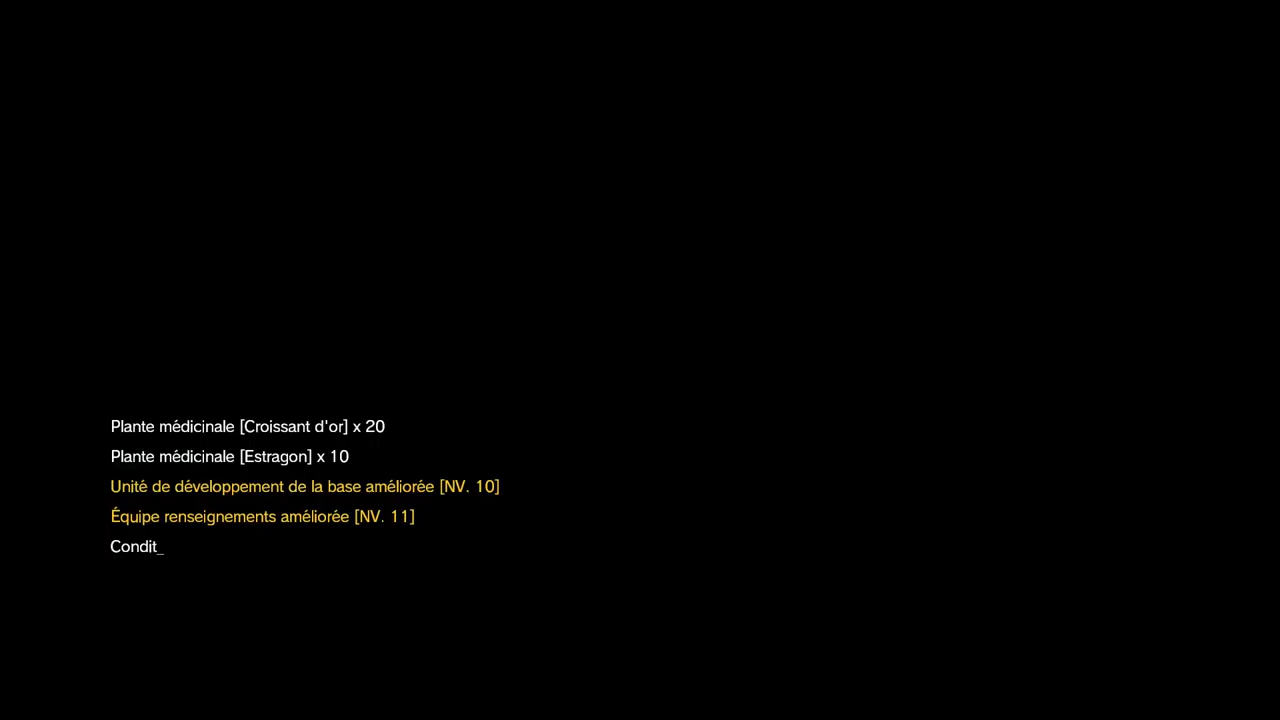 Plante médicinale [Croissant d'or] x 20
Plante médicinale [Estragon] x 10
Unité de développement de la base améliorée [NV. 10]
Équipe renseignements améliorée [NV. 11]
Condit_